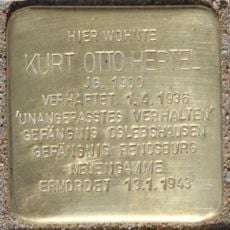 HIER WOHNTE
KURT OTTO HERTEL
JG. 1900
VERHAFTET 1.4.1936
'UNANGEPASSTES VERHALTEN'
GEFÄNGNIS OSLEBSHAUSEN
GEFÄNGNIS RENDSBURG
NEUENGAMME
ERMORDET 13.1.1943